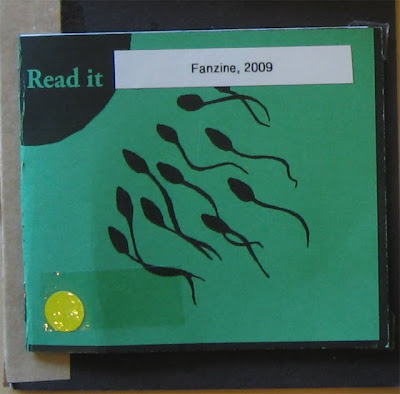 Fanzine, 2009
Read it